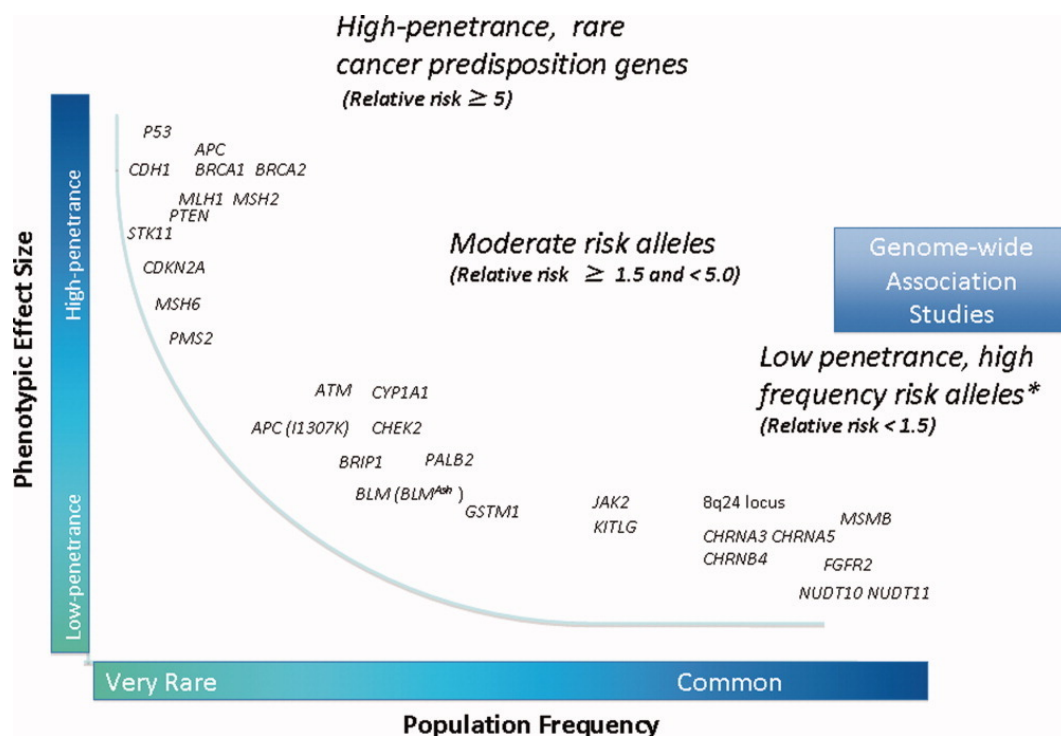 High-penetrance, rare
cancer predisposition genes
(Relative risk ≥ 5)
P53
APC
CDH1 BRCA1 BRCA2
MLH1 MSH2
PTEN
STK11
CDKN2A
MSH6
PMS2
Moderate risk alleles
(Relative risk ≥ 1.5 and < 5.0)
Genome-wide
Association
Studies
Low penetrance, high
frequency risk alleles*
(Relative risk < 1.5)
ATM CYP1A1
APC (I1307K) CHEK2
BRIP1 PALB2
BLM (BLMAsh )
GSTM1
JAK2
KITLG
8q24 locus
MSMB
CHRNA3 CHRNA5
CHRNB4
FGFR2
NUDT10 NUDT11
Phenotypic Effect Size
High-penetrance
Low-penetrance
Very Rare
Common
Population Frequency